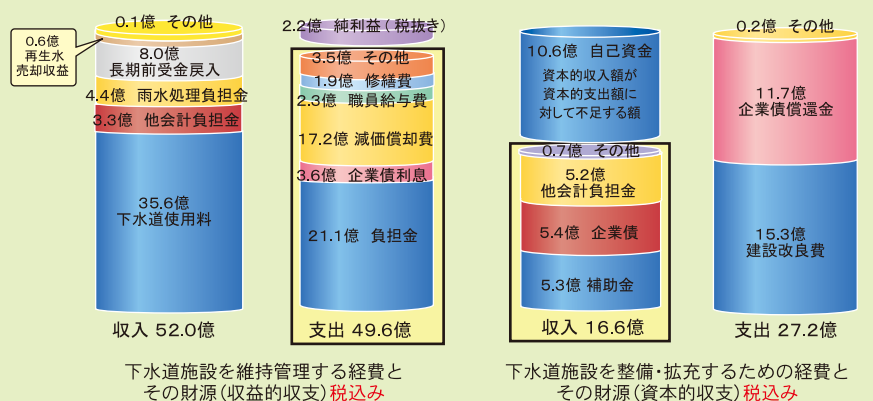 0.1億 その他
0.6億
再生水
売却収益
8.0億
長期前受金戻入
4.4億 雨水処理負担金
3.3億 他会計負担金
35.6億
下水道使用料
収入 52.0億
2.2億 純利益(税抜き)
3.5億 その他
1.9億 修繕費
2.3億 職員給与費
17.2億 減価償却費
3.6億 企業債利息
21.1億 負担金
支出 49.6億
下水道施設を維持管理する経費と
その財源(収益的収支)税込み
10.6億 自己資金
資本的収入額が
資本的支出額に
対して不足する額
0.7億 その他
5.2億
他会計負担金
5.4億 企業債
5.3億 補助金
収入 16.6億
0.2億 その他
11.7億
企業債償還金
15.3億
建設改良費
支出 27.2億
下水道施設を整備・拡充するための経費と
その財源(資本的収支)税込み